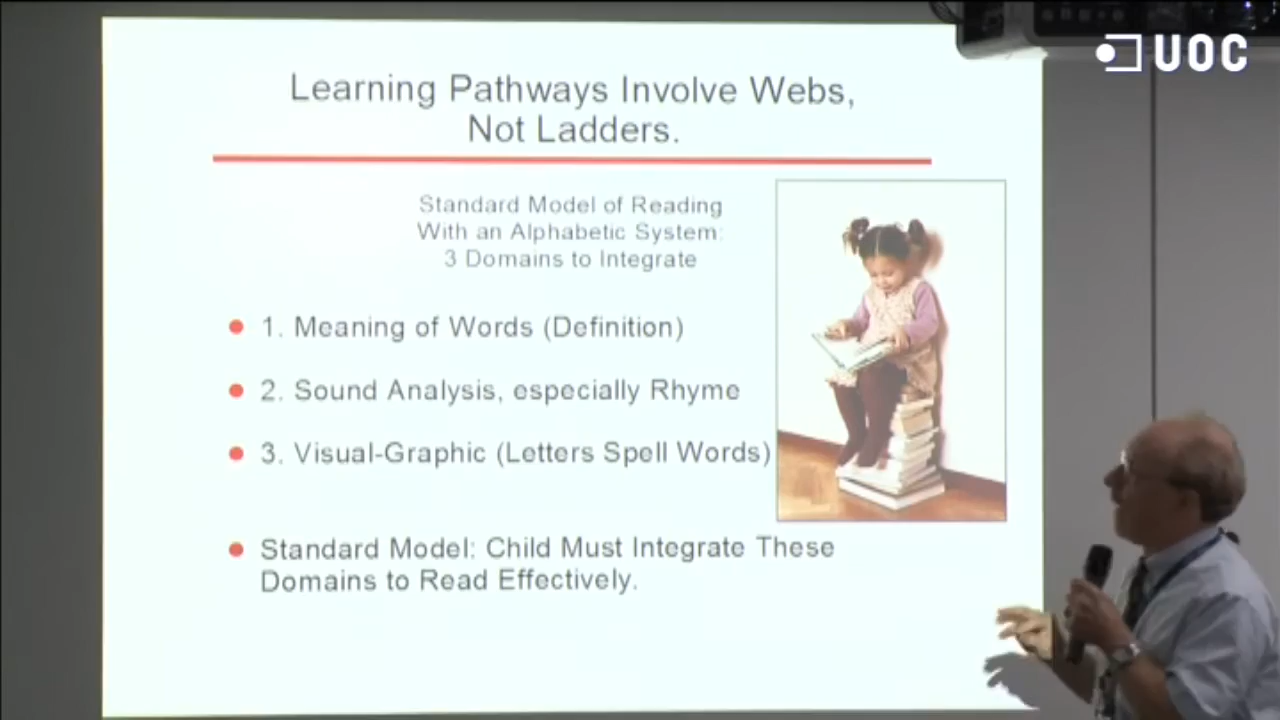 UOC
Learning Pathways Involve Webs,
Not Ladders.
Standard Model of Reading
With an Alphabetic System:
3 Domains to Integrate
1. Meaning of Words (Definition)
2. Sound Analysis, especially Rhyme
3. Visual-Graphic (Letters Spell Words)
Standard Model: Child Must Integrate These
Domains to Read Effectively.